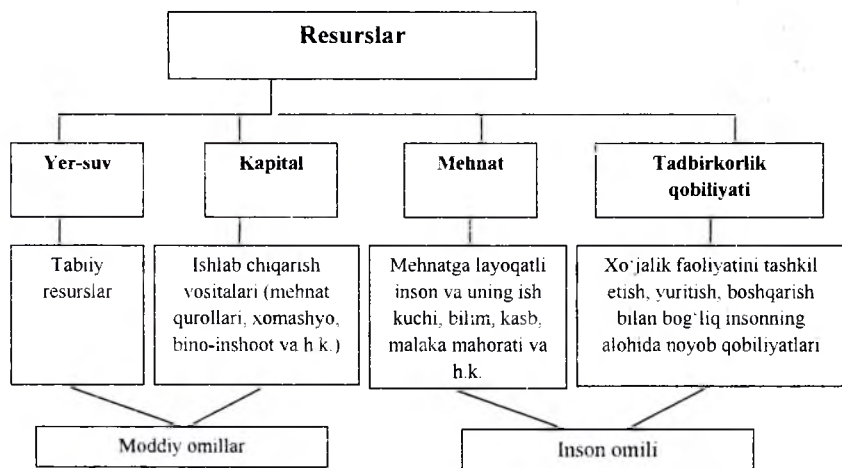 Resurslar
Yer-suv
Kapital
Mehnat
Tadbirkorlik
qobiliyati
Tabiiy
resurslar
Ishlab chiqarish
vositalari (mehnat
qurollari, xomashyo,
bino-inshoot va h k.)
Mehnatga layoqatli
inson va uning ish
kuchi, bilim, kasb,
malaka mahorati va
h.k.
Xo‘jalik faoliyatini tashkil
etish, yuritish, boshqarish
bilan bog‘liq insonning
alohida noyob qobiliyatlari
Moddiy omillar
Inson omili